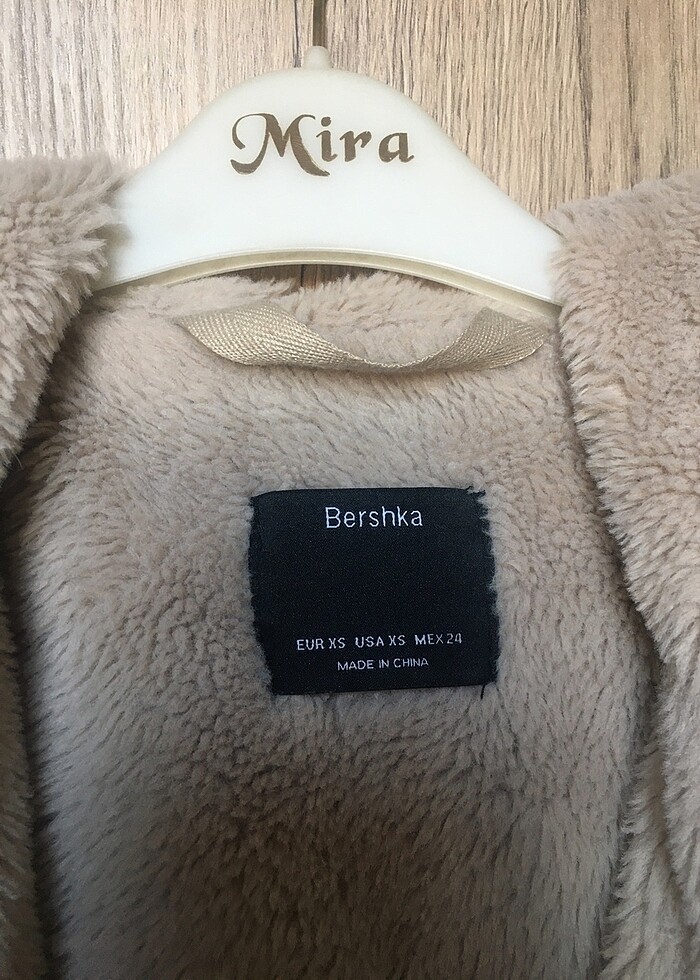 Mira
Bershka
EUR XS USA XS MEX 24
MADE IN CHINA